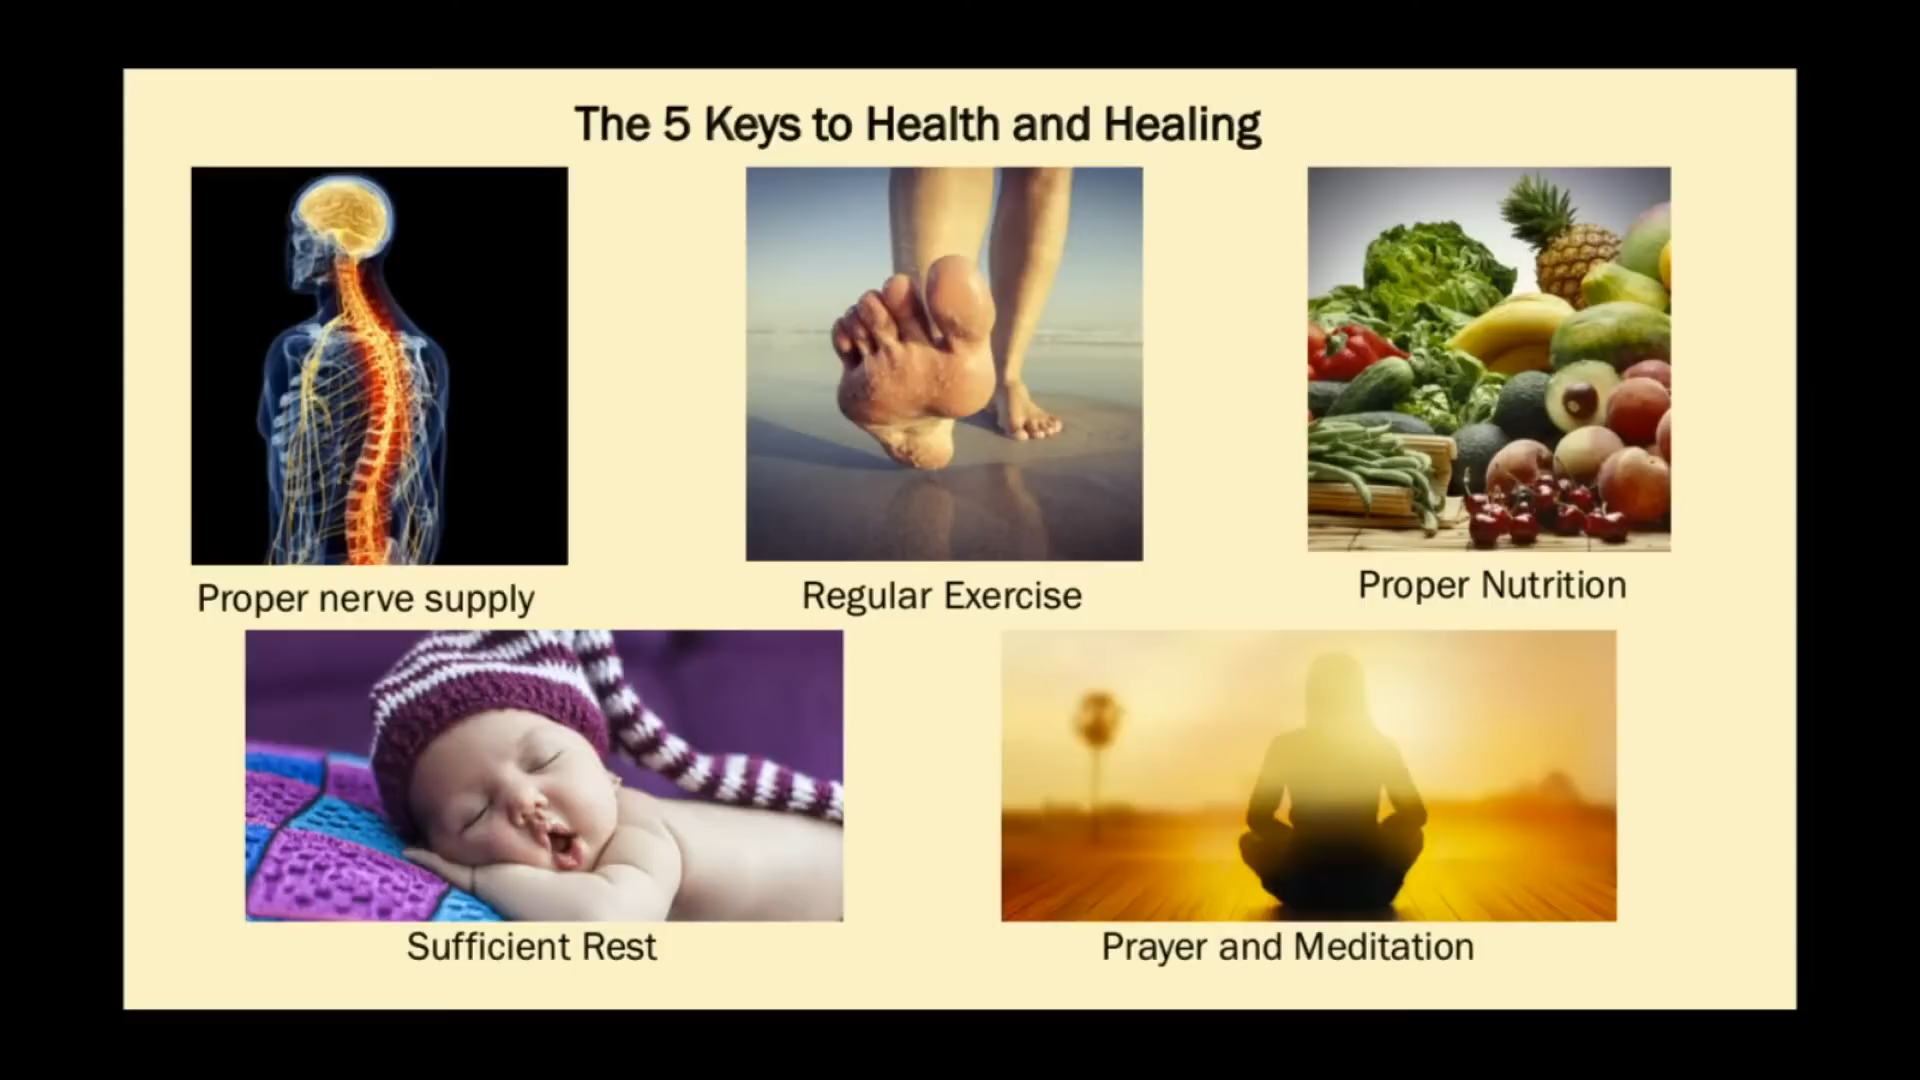 The 5 Keys to Health and Healing
Proper nerve supply
Regular Exercise
Proper Nutrition
Sufficient Rest
Prayer and Meditation